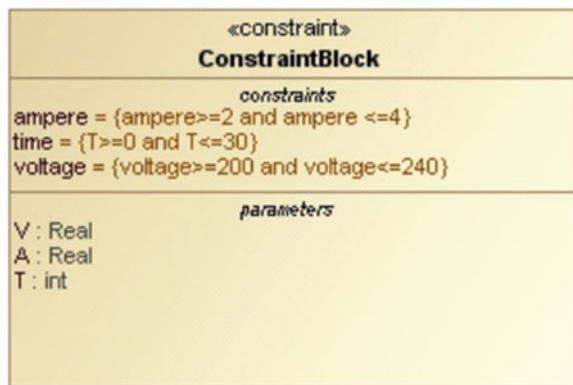 «constraint»
ConstraintBlock
constraints
ampere = {ampere>=2 and ampere <=4}
time = {T>=0 and T<=30}
voltage = {voltage>=200 and voltage<=240}
parameters
V : Real
A : Real
T : int